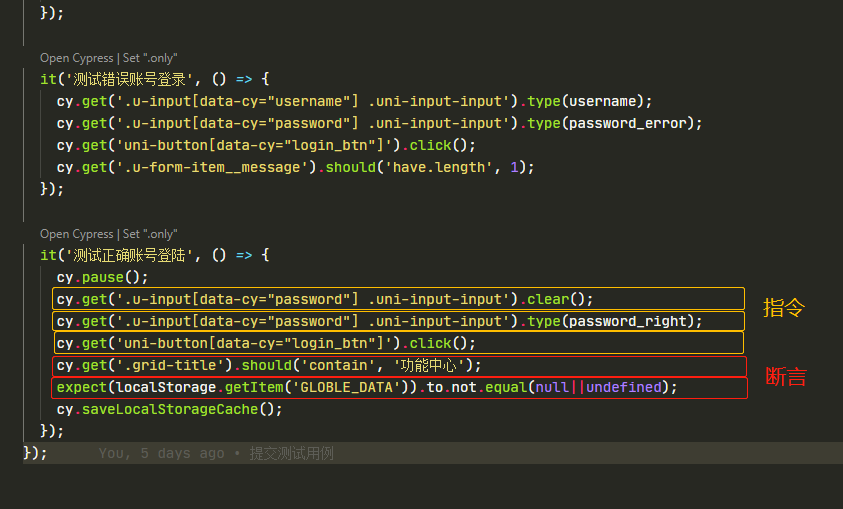 });
Open Cypress | Set ".only"
it('测试错误账号登录', () => {
cy.get('.u-input[data-cy="username"] .uni-input-input').type(username);
cy.get('.u-input[data-cy="password"] .uni-input-input').type(password_error);
cy.get('uni-button[data-cy="login_btn"]').click();
cy.get('.u-form-item__message').should('have.length', 1);
});
Open Cypress | Set ".only"
it('测试正确账号登陆', () => {
cy.pause();
cy.get('.u-input[data-cy="password"] .uni-input-input').clear();
指令
cy.get('.u-input[data-cy="password"] .uni-input-input').type(password_right);
cy.get('uni-button[data-cy="login_btn"]').click();
cy.get('.grid-title').should('contain', '功能中心');
断言
expect(localStorage.getItem('GLOBLE_DATA')).to.not.equal(null||undefined);
cy.saveLocalStorageCache();
});
});
You, 5 days ago • 提交测试用例